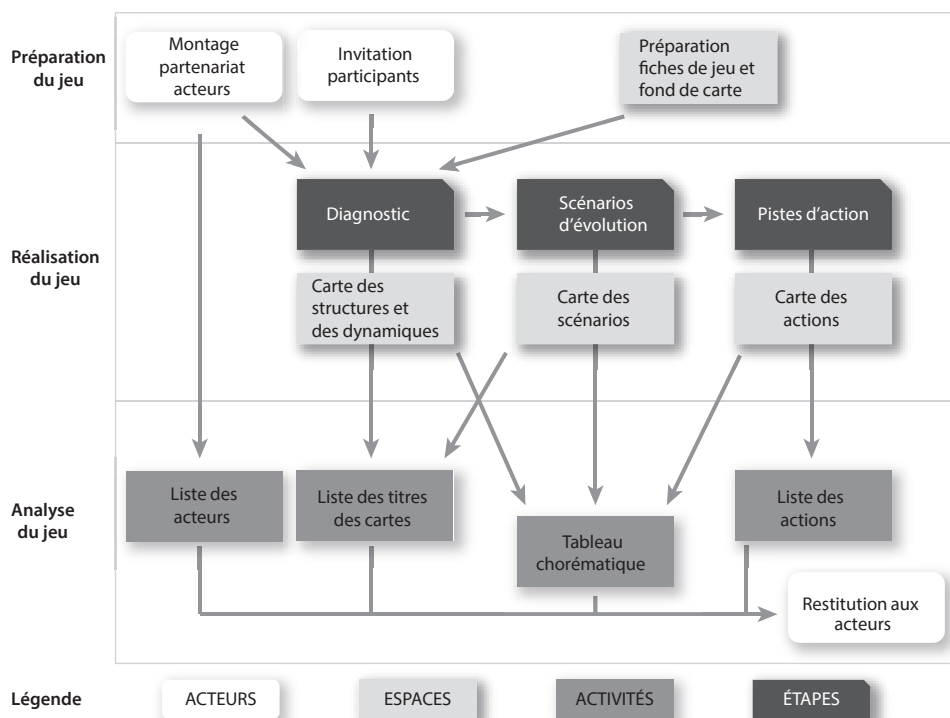 Préparation
du jeu
Montage
partenariat
acteurs
Invitation
participants
Préparation
fiches de jeu et
fond de carte
Réalisation
du jeu
Diagnostic
Scénarios
d'évolution
Pistes d'action
Carte des
structures et
des dynamiques
Carte des
scénarios
Carte des
actions
Analyse
du jeu
Liste des
acteurs
Liste des titres
des cartes
Tableau
chorématique
Liste des
actions
Restitution aux
acteurs
Légende
ACTEURS
ESPACES
ACTIVITÉS
ÉTAPES